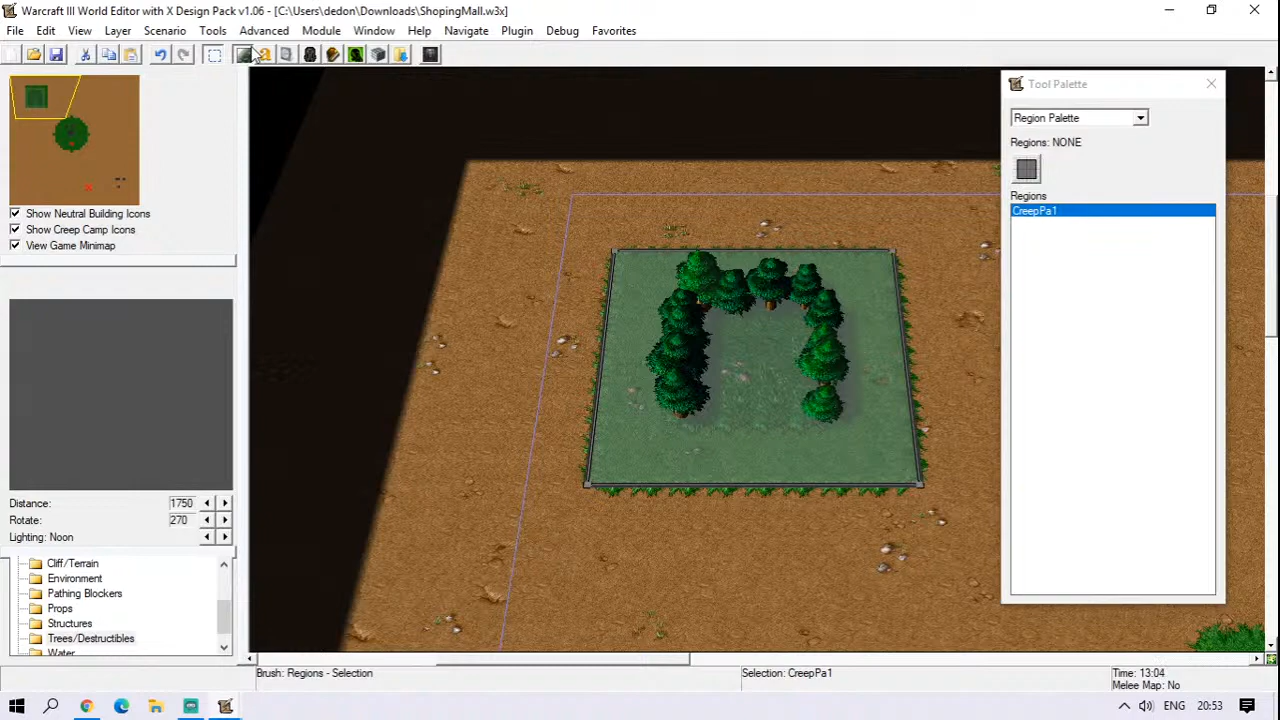 Warcraft III World Editor with X Design Pack v1.06 - [C:\Users\dedon\Downloads\ShopingMall.w3x]
File Edit View Layer Scenario Tools Advanced Module Window Help Navigate Plugin Debug Favorites
Show Neutral Building Icons
Show Creep Camp Icons
View Game Minimap
Distance: 1750
Rotate: 270
Lighting: Noon
Cliff/Terrain
Environment
Pathing Blockers
Props
Structures
Trees/Destructibles
Water
Tool Palette
Region Palette
Regions: NONE
Regions
CreepPa1
Brush: Regions - Selection
Selection: CreepPa1
Time: 13:04
Melee Map: No
ENG
20:53